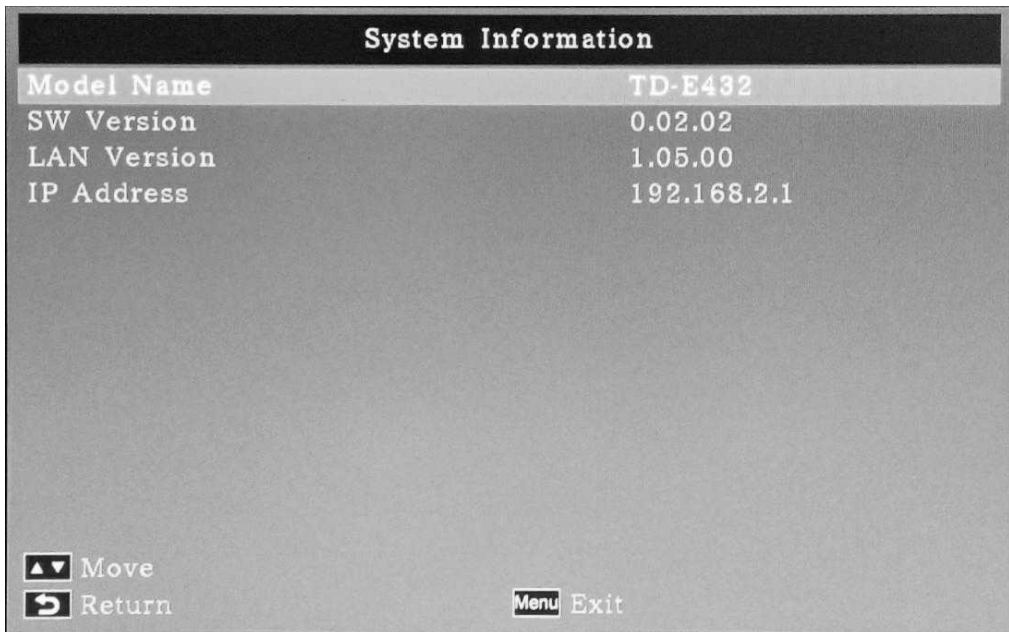 System Information
Model Name TD-E432
SW Version 0.02.02
LAN Version 1.05.00
IP Address 192.168.2.1
Move
Return Menu Exit